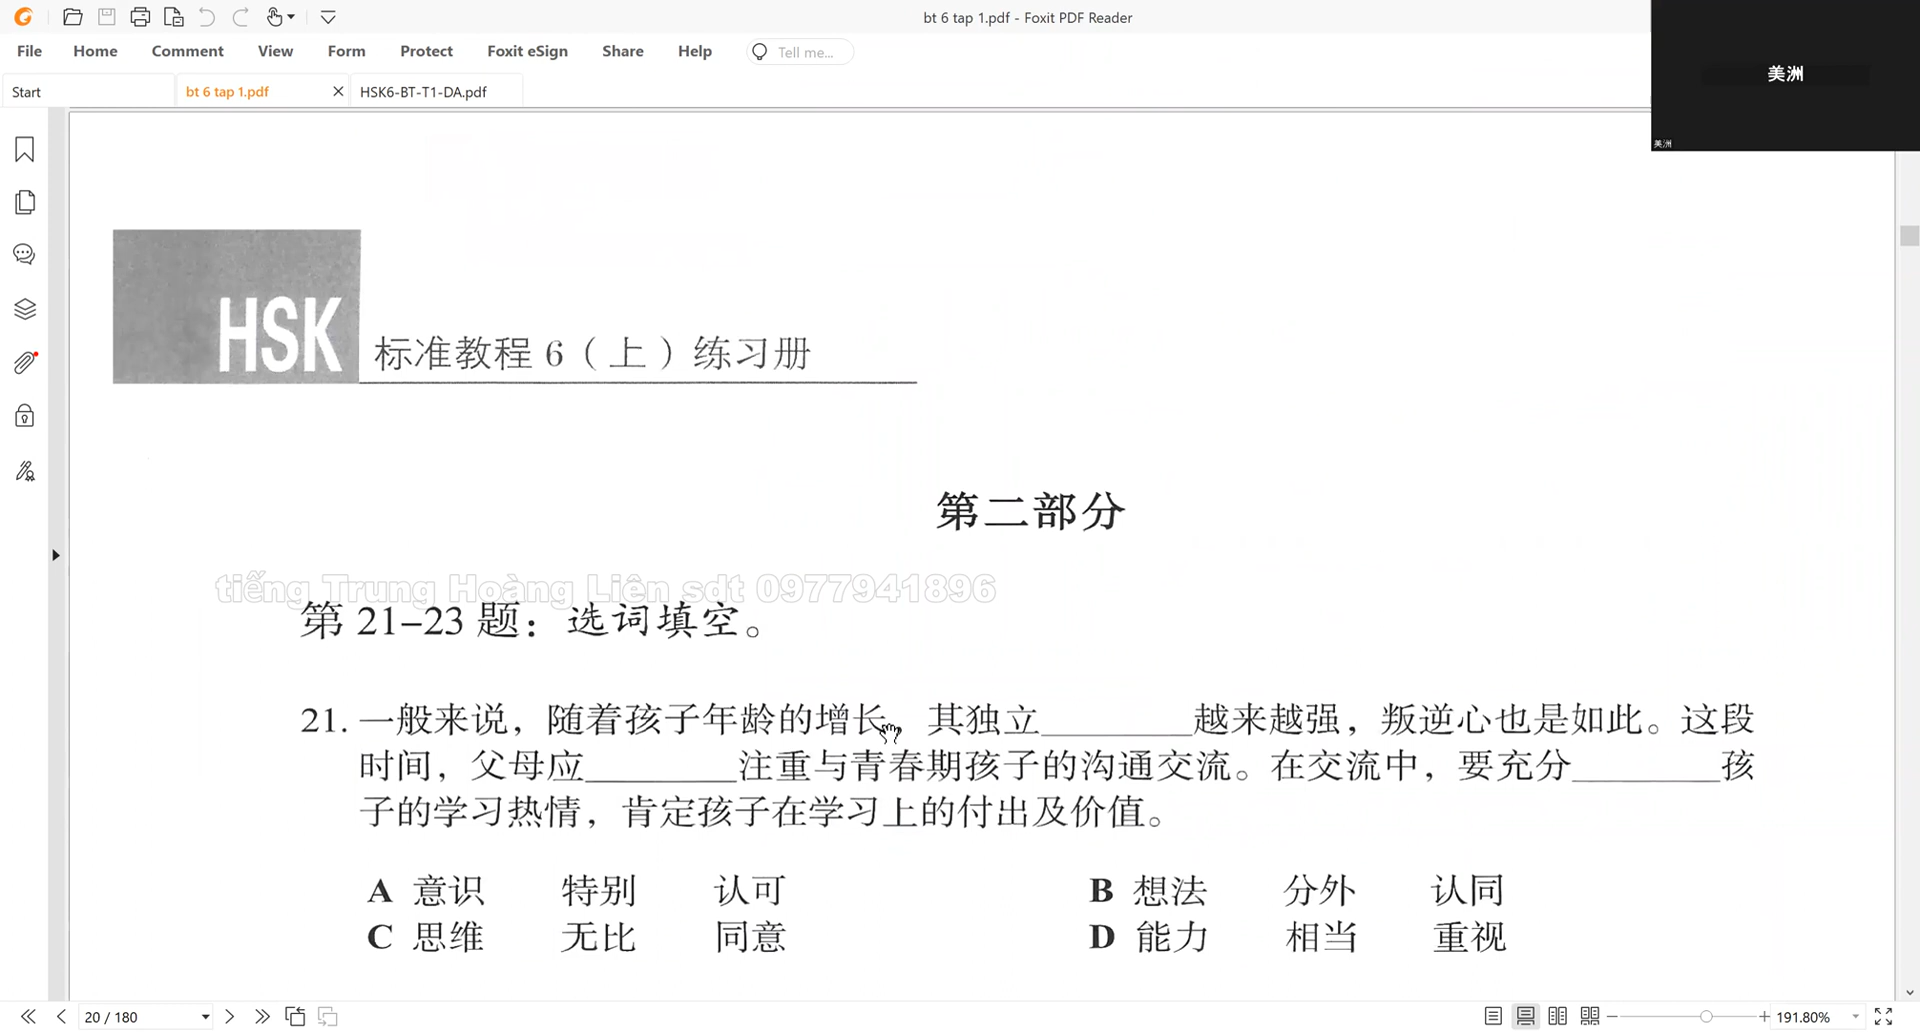 bt 6 tap 1.pdf - Foxit PDF Reader
File Home Comment View Form Protect Foxit eSign Share Help Tell me...
Start bt 6 tap 1.pdf HSK6-BT-T1-DA.pdf
美洲
美洲
HSK 标准教程 6（上）练习册
第二部分
tiếng Trung Hoàng Liên sdt 0977941896
第 21–23 题：选词填空。
21. 一般来说，随着孩子年龄的增长，其独立________越来越强，叛逆心也是如此。这段
时间，父母应________注重与青春期孩子的沟通交流。在交流中，要充分________孩
子的学习热情，肯定孩子在学习上的付出及价值。
A 意识 特别 认可 B 想法 分外 认同
C 思维 无比 同意 D 能力 相当 重视
20 / 180 191.80%